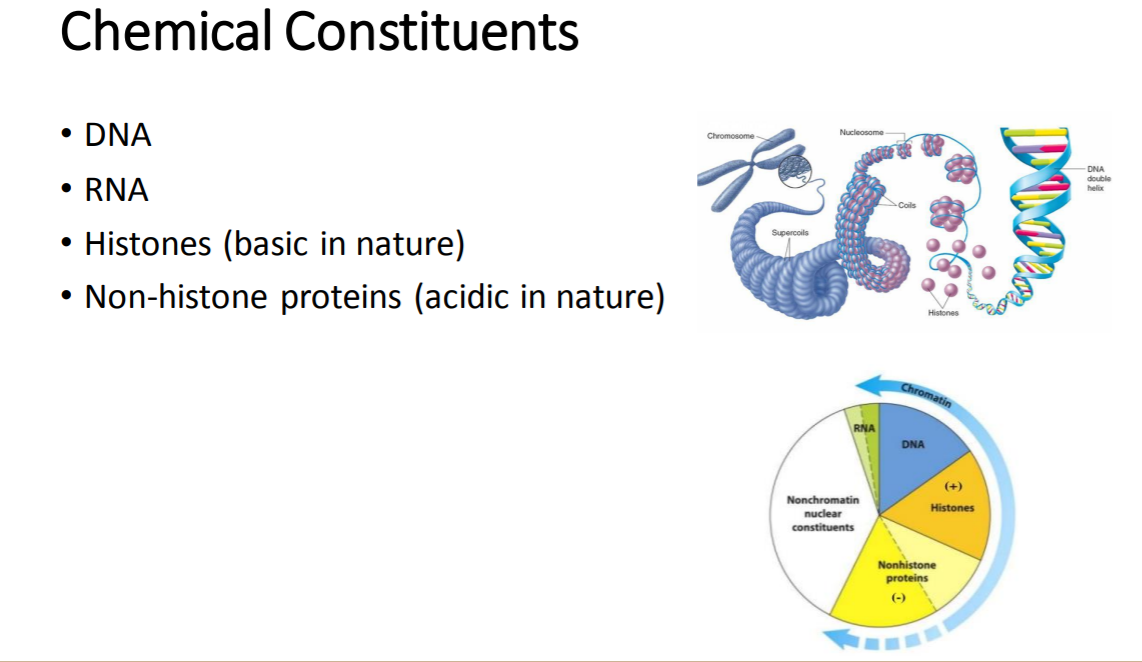 Chemical Constituents
• DNA
• RNA
• Histones (basic in nature)
• Non-histone proteins (acidic in nature)
Chromosome
Nucleosome
DNA
double
helix
Coils
Supercoils
Histones
Chromatin
RNA
DNA
(+)
Histones
Nonchromatin
nuclear
constituents
Nonhistone
proteins
(-)